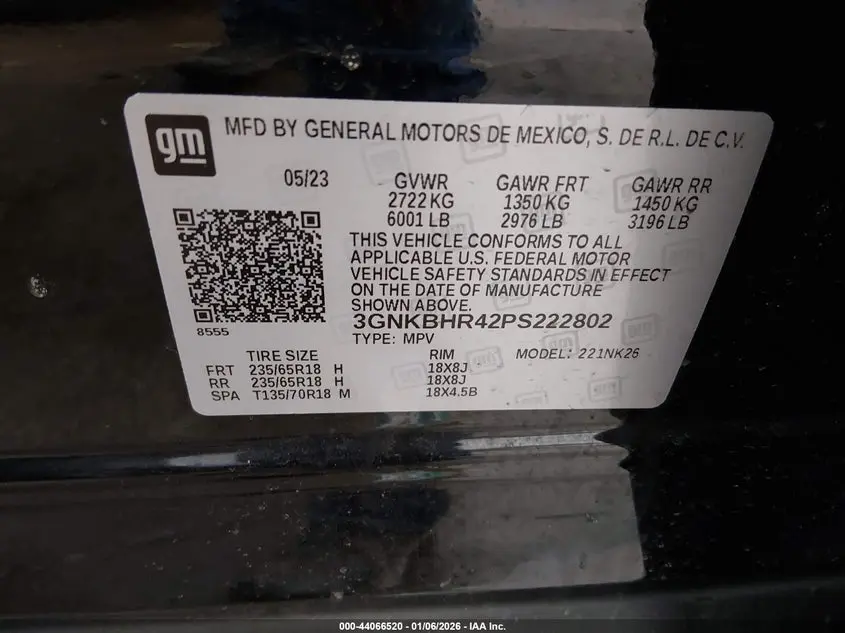 gm
MFD BY GENERAL MOTORS DE MEXICO, S. DE R.L. DE C.V.
05/23 GVWR GAWR FRT GAWR RR
2722 KG 1350 KG 1450 KG
6001 LB 2976 LB 3196 LB
THIS VEHICLE CONFORMS TO ALL
APPLICABLE U.S. FEDERAL MOTOR
VEHICLE SAFETY STANDARDS IN EFFECT
ON THE DATE OF MANUFACTURE
SHOWN ABOVE.
8555 3GNKBHR42PS222802
TYPE: MPV MODEL: 221NK26
TIRE SIZE RIM
FRT 235/65R18 H 18X8J
RR 235/65R18 H 18X8J
SPA T135/70R18 M 18X4.5B
000-44066520 - 01/06/2026 - IAA Inc.